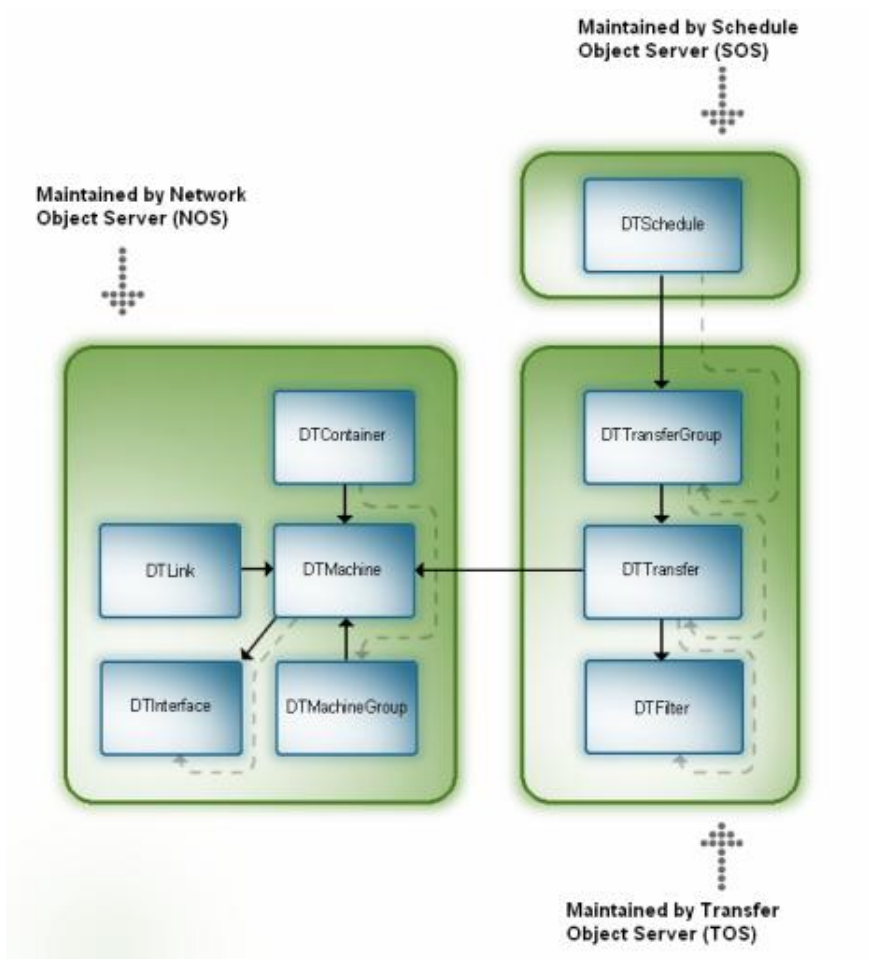 Maintained by Schedule
Object Server (SOS)
DTSchedule
Maintained by Network
Object Server (NOS)
DTContainer
DTLink
DTMachine
DTInterface
DTMachineGroup
DTTransferGroup
DTTransfer
DTFilter
Maintained by Transfer
Object Server (TOS)